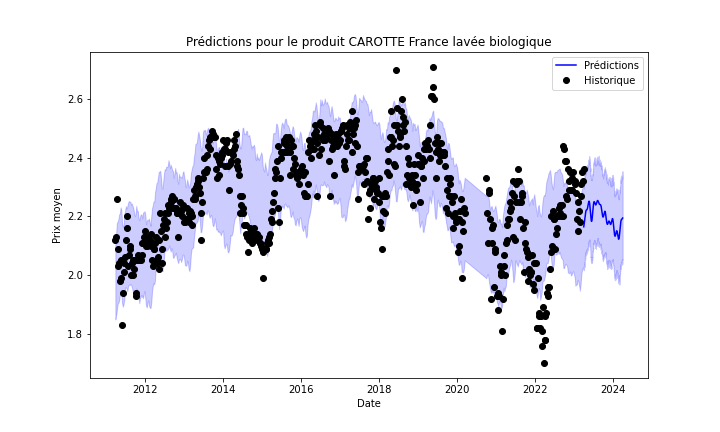 Prédictions pour le produit CAROTTE France lavée biologique
Prédictions
Historique
Prix moyen
2.6
2.4
2.2
2.0
1.8
2012 2014 2016 2018 2020 2022 2024
Date